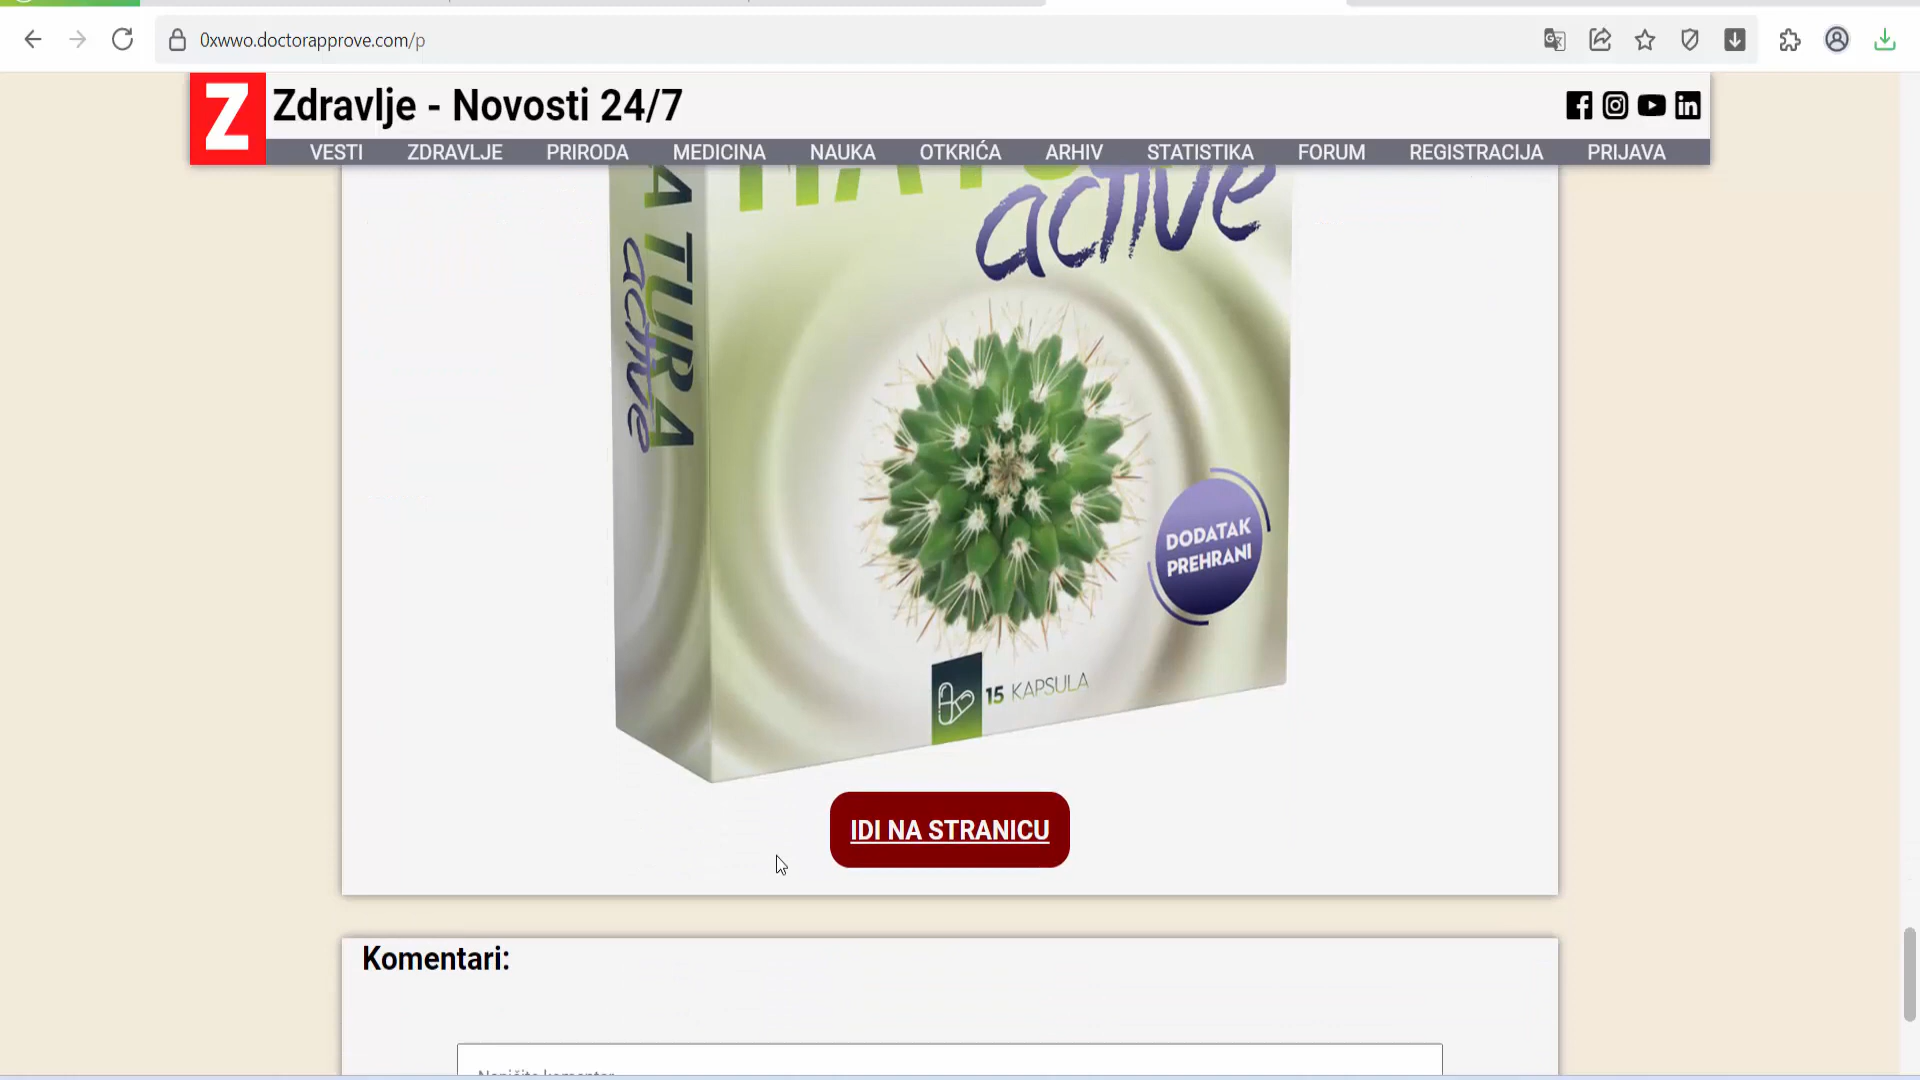 0xwwo.doctorapprove.com/p
Z
Zdravlje - Novosti 24/7
VESTI ZDRAVLJE PRIRODA MEDICINA NAUKA OTKRIĆA ARHIV STATISTIKA FORUM REGISTRACIJA PRIJAVA
active
ATURA
active
DODATAK
PREHRANI
15 KAPSULA
IDI NA STRANICU
Komentari: